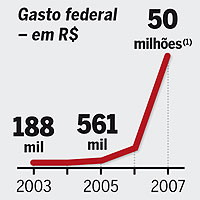 Gasto federal
– em R$
50
milhões(1)
188
mil
561
mil
2003 2005 2007